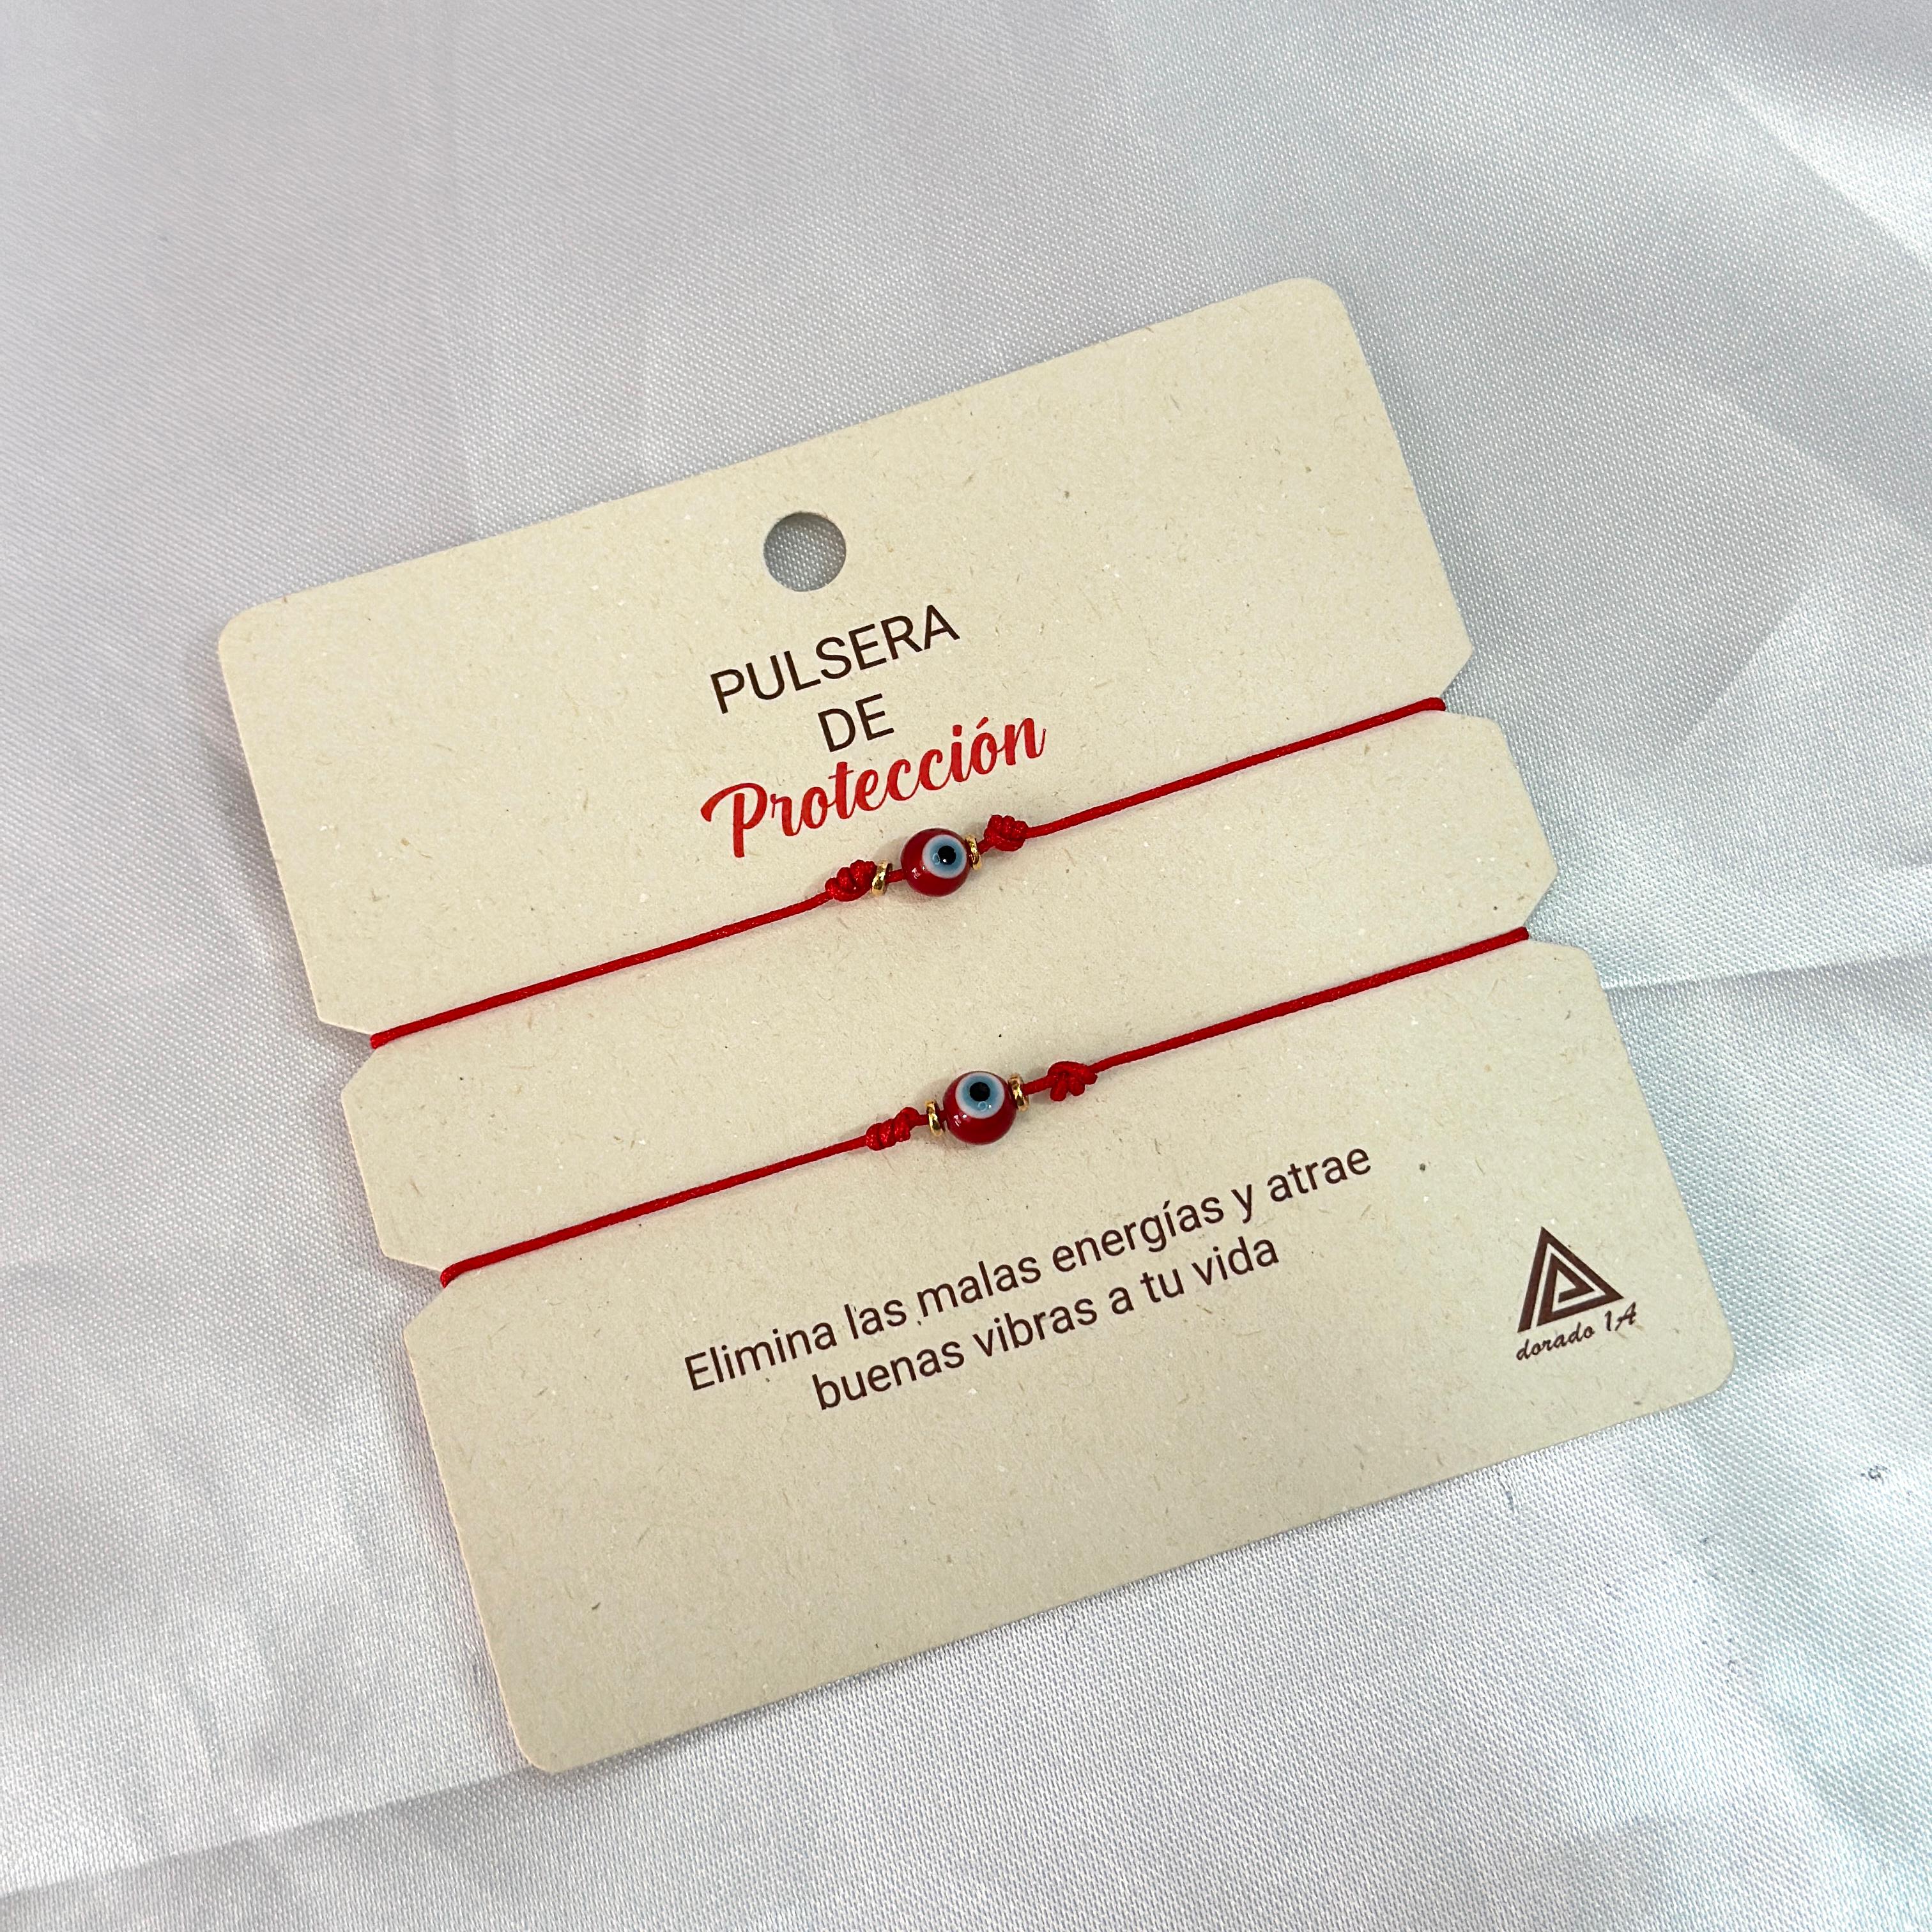 PULSERA
DE
Protección
Elimina las malas energías y atrae
buenas vibras a tu vida
dorado 1A